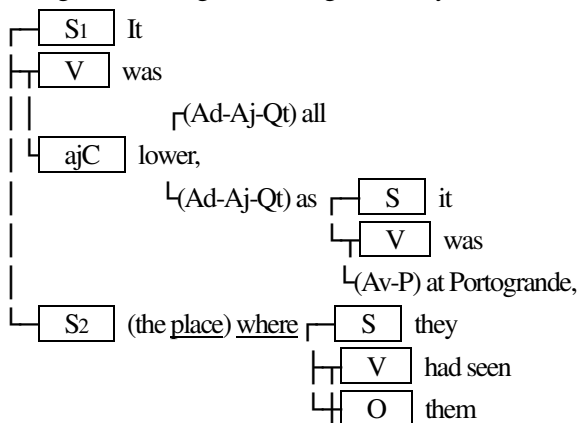 S1 It
V was
(Ad-Aj-Qt) all
ajC lower,
(Ad-Aj-Qt) as S it
V was
(Av-P) at Portogrande,
S2 (the place) where S they
V had seen
O them